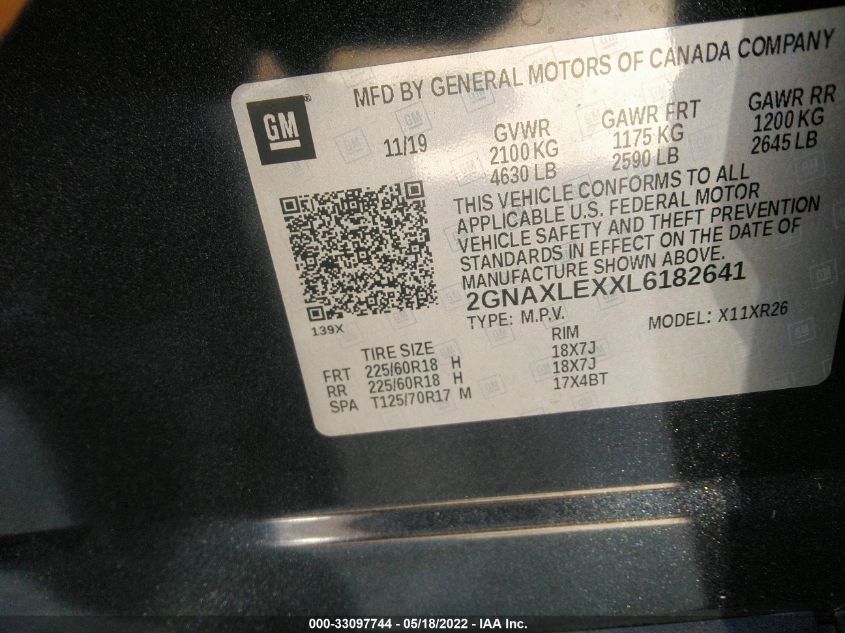 MFD BY GENERAL MOTORS OF CANADA COMPANY
GM
®
11/19
GVWR GAWR FRT GAWR RR
2100 KG 1175 KG 1200 KG
4630 LB 2590 LB 2645 LB
THIS VEHICLE CONFORMS TO ALL
APPLICABLE U.S. FEDERAL MOTOR
VEHICLE SAFETY AND THEFT PREVENTION
STANDARDS IN EFFECT ON THE DATE OF
MANUFACTURE SHOWN ABOVE.
2GNAXLEXXL6182641
TYPE: M.P.V. MODEL: X11XR26
139X
TIRE SIZE RIM
FRT 225/60R18 H 18X7J
RR 225/60R18 H 18X7J
SPA T125/70R17 M 17X4BT
000-33097744 - 05/18/2022 - IAA Inc.